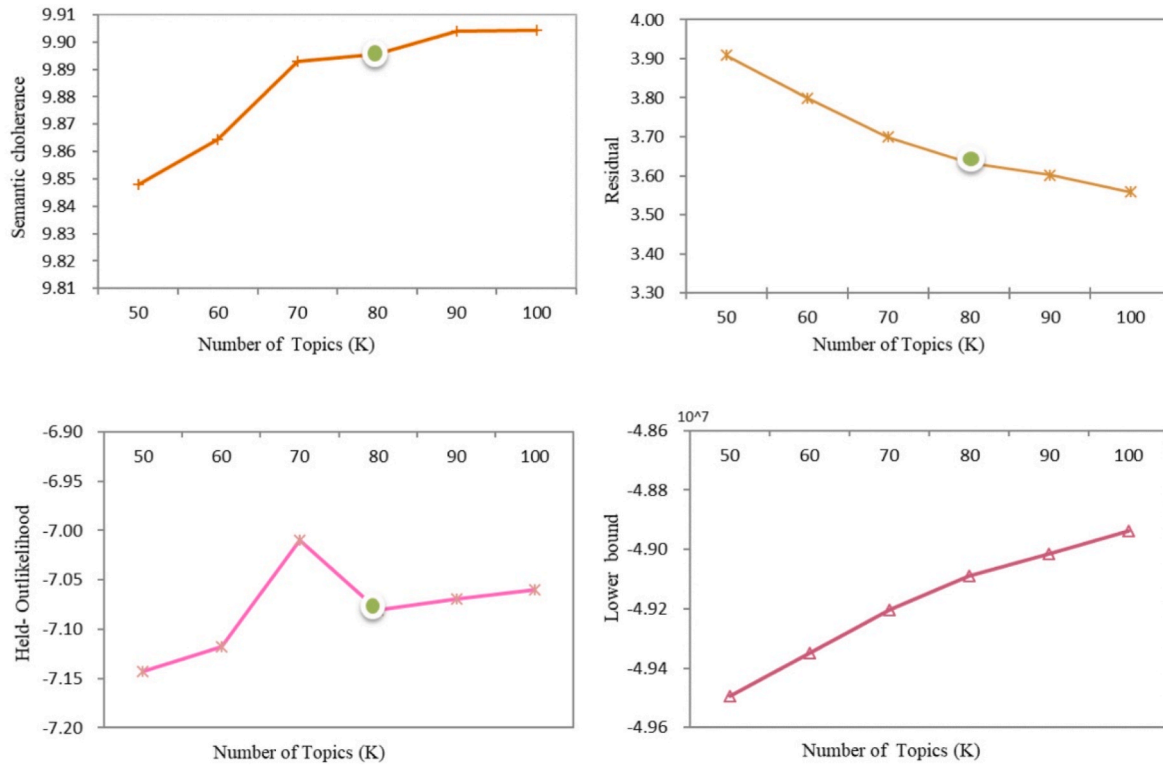 Semantic choherence
9.91
9.90
9.89
9.88
9.87
9.86
9.85
9.84
9.83
9.82
9.81
50 60 70 80 90 100
Number of Topics (K)
Residual
4.00
3.90
3.80
3.70
3.60
3.50
3.40
3.30
50 60 70 80 90 100
Number of Topics (K)
Held- Outlikelihood
-6.90
-6.95
-7.00
-7.05
-7.10
-7.15
-7.20
50 60 70 80 90 100
Number of Topics (K)
10^7
Lower bound
-4.86
-4.88
-4.90
-4.92
-4.94
-4.96
50 60 70 80 90 100
Number of Topics (K)